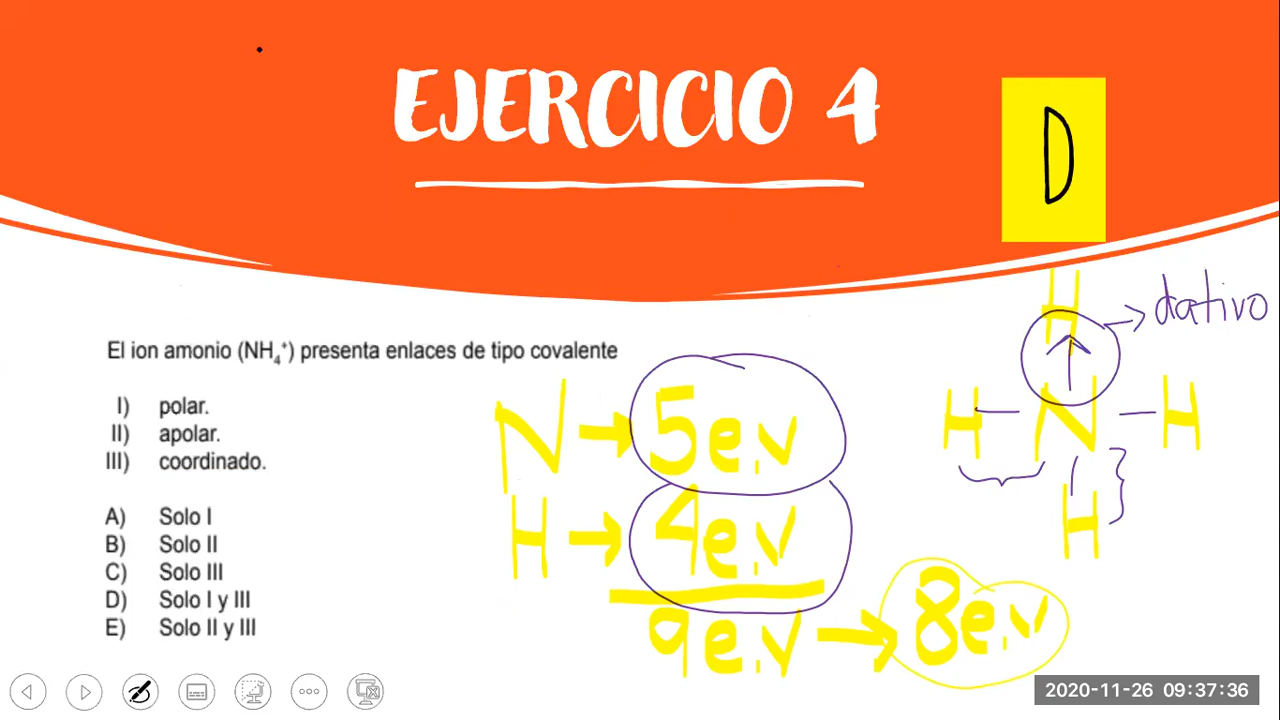 EJERCICIO 4
D
El ion amonio (NH₄⁺) presenta enlaces de tipo covalente
I) polar.
II) apolar.
III) coordinado.
A) Solo I
B) Solo II
C) Solo III
D) Solo I y III
E) Solo II y III
N → 5e.v
H → 4e.v
9e.v → 8e.v
H → dativo
↑
H — N — H
|
H
2020-11-26 09:37:36